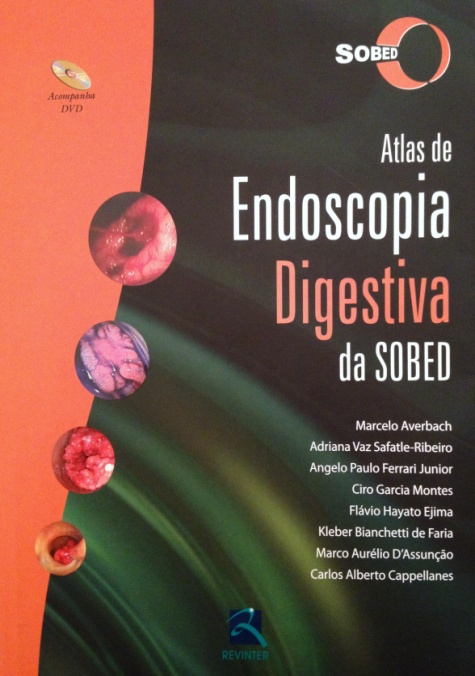 SOBED
Acompanha
DVD
Atlas de
Endoscopia
Digestiva
da SOBED
Marcelo Averbach
Adriana Vaz Safatle-Ribeiro
Angelo Paulo Ferrari Junior
Ciro Garcia Montes
Flávio Hayato Ejima
Kleber Bianchetti de Faria
Marco Aurélio D'Assunção
Carlos Alberto Cappellanes
REVINTER